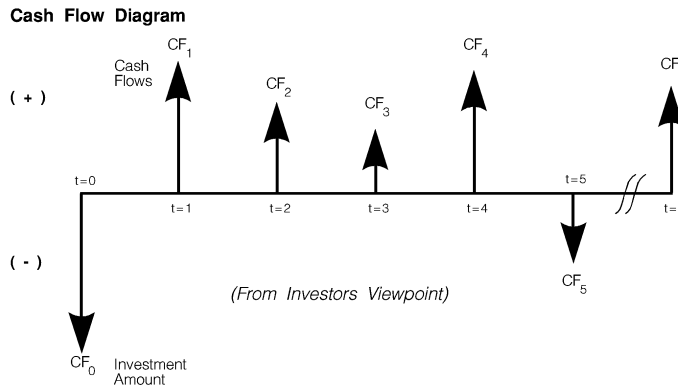 Cash Flow Diagram
CF1
CF4
Cash
Flows
CF
CF2
( + )
CF3
t=0
t=5
t=1
t=2
t=3
t=4
t=
( - )
CF5
(From Investors Viewpoint)
CF0
Investment
Amount